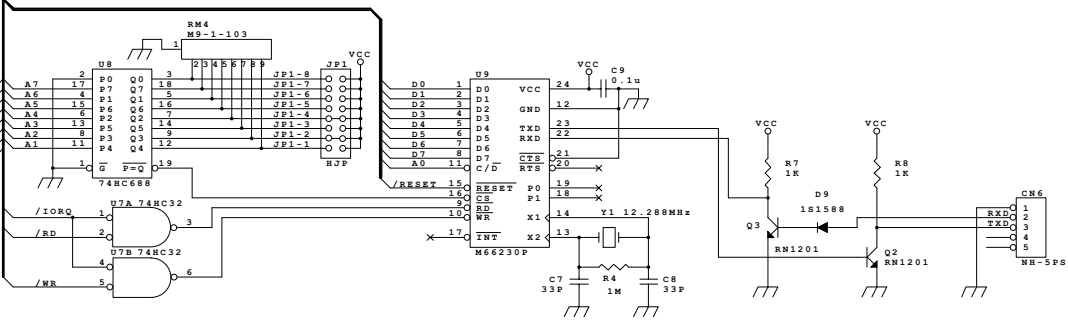 RM4
M9-1-103
1
2 3 4 5 6 7 8 9
VCC
U8
JP1
2 P0 Q0 3 JP1-8
A7 17 P7 Q7 18 JP1-7
A6 4 P1 Q1 5 JP1-6
A5 15 P6 Q6 16 JP1-5
A4 6 P2 Q2 7 JP1-4
A3 13 P5 Q5 14 JP1-3
A2 8 P3 Q3 9 JP1-2
A1 11 P4 Q4 12 JP1-1
1 G P=Q 19
HJP
74HC688
/IORQ
U7A 74HC32
1
2
3
/RD
U7B 74HC32
4
5
6
/WR
U9
D0 1 D0 VCC 24
D1 2 D1
D2 3 D2 GND 12
D3 4 D3
D4 5 D4 TXD 23
D5 6 D5 RXD 22
D6 7 D6
D7 8 D7 CTS 21
A0 11 C/D RTS 20
/RESET 15 RESET P0 19
16 CS P1 18
9 RD
10 WR X1 14
17 INT X2 13
M66230P
VCC
C9
0.1u
Y1 12.288MHz
C7
33P
R4
1M
C8
33P
VCC
R7
1K
VCC
R8
1K
D9
1S1588
Q3
RN1201
Q2
RN1201
CN6
1
RXD 2
TXD 3
4
5
NH-5PS